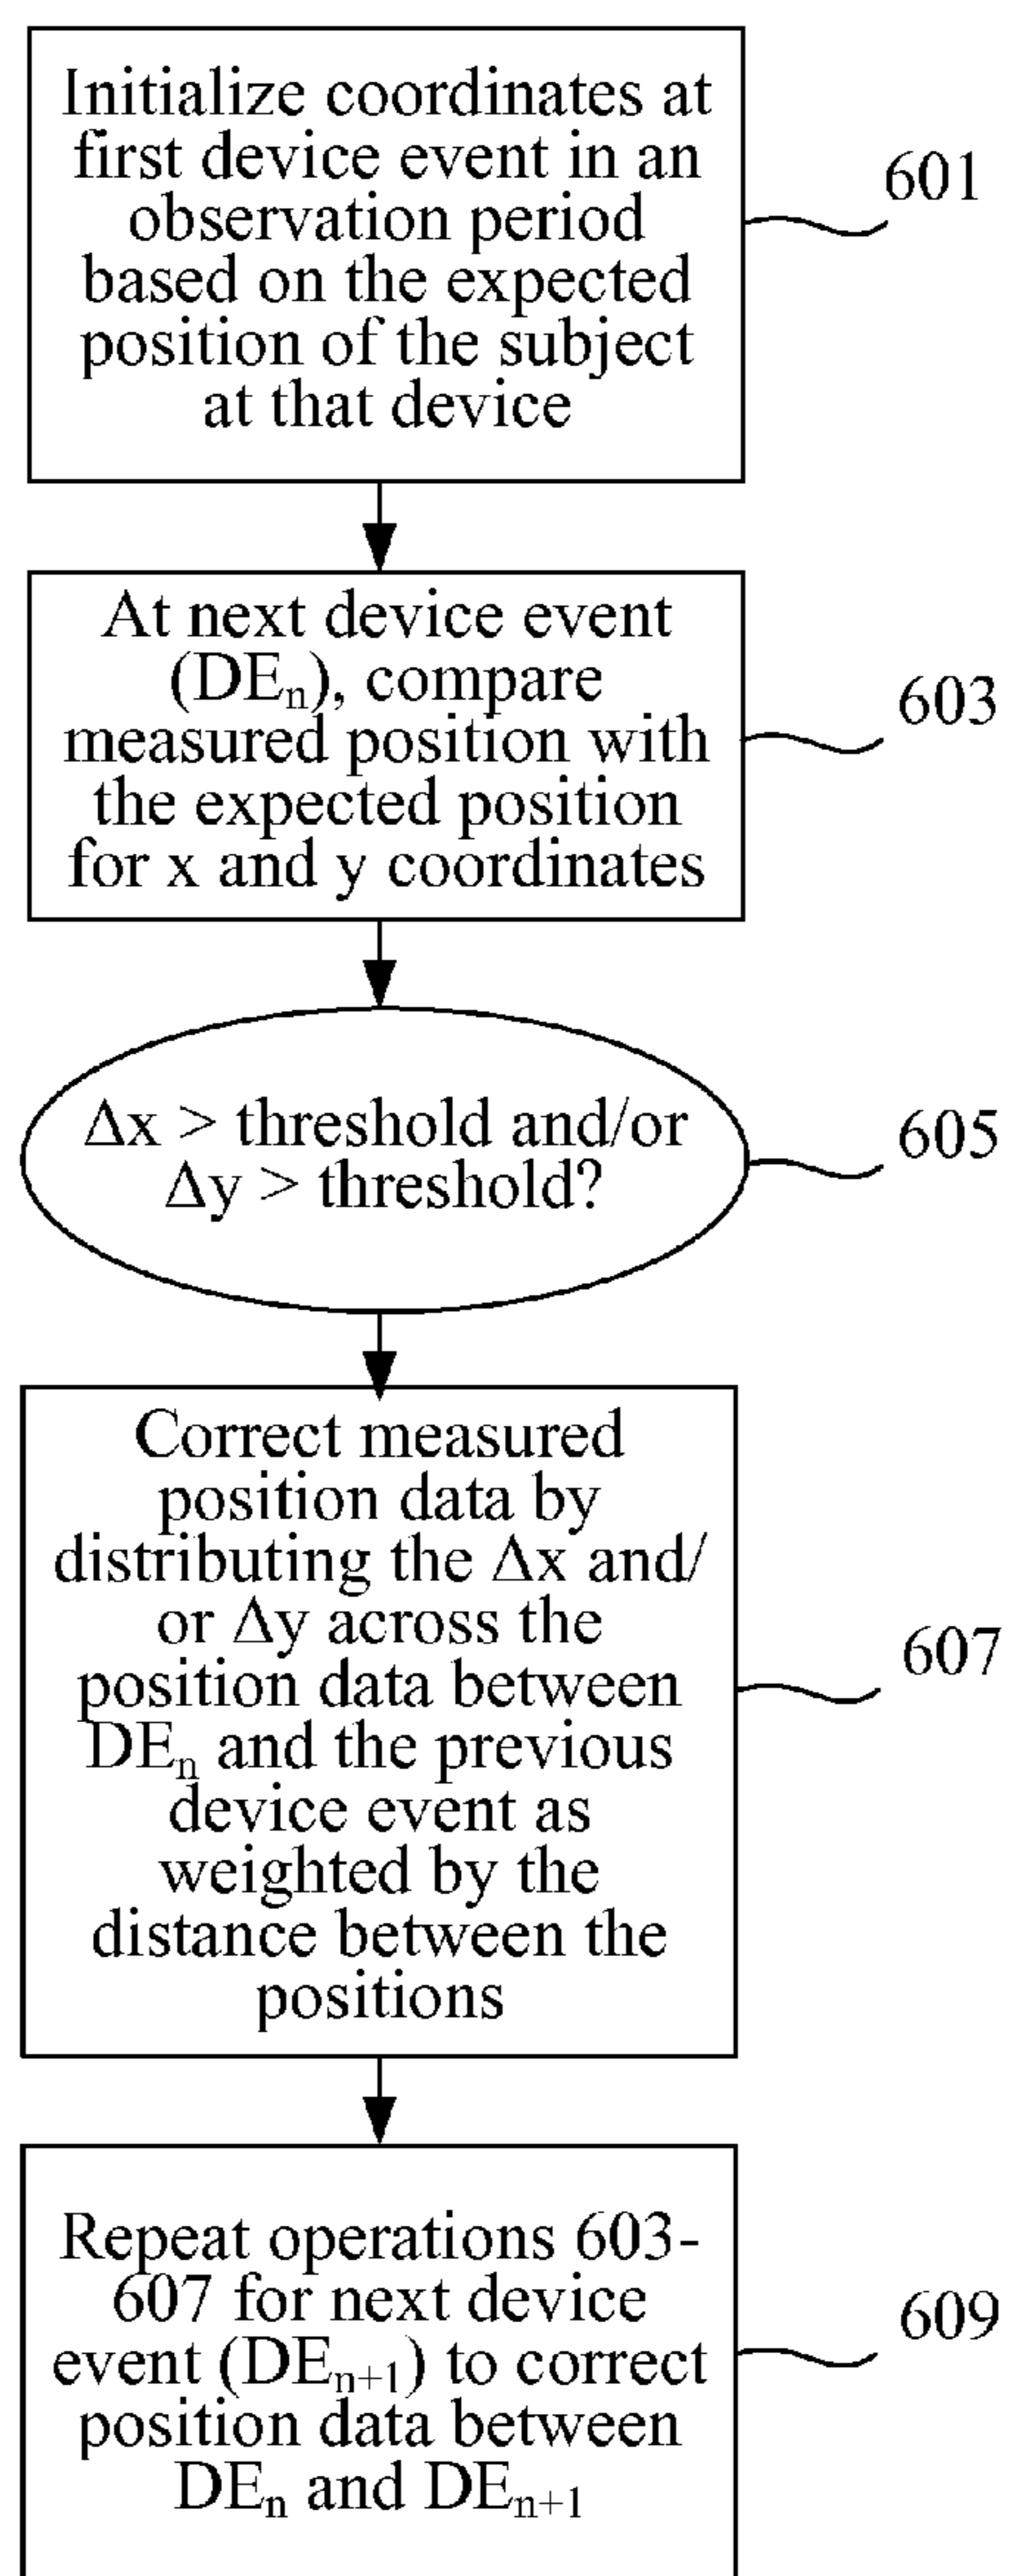 Initialize coordinates at
first device event in an
observation period
based on the expected
position of the subject
at that device
601
At next device event
(DEn), compare
measured position with
the expected position
for x and y coordinates
603
Δx > threshold and/or
Δy > threshold?
605
Correct measured
position data by
distributing the Δx and/
or Δy across the
position data between
DEn and the previous
device event as
weighted by the
distance between the
positions
607
Repeat operations 603-
607 for next device
event (DEn+1) to correct
position data between
DEn and DEn+1
609